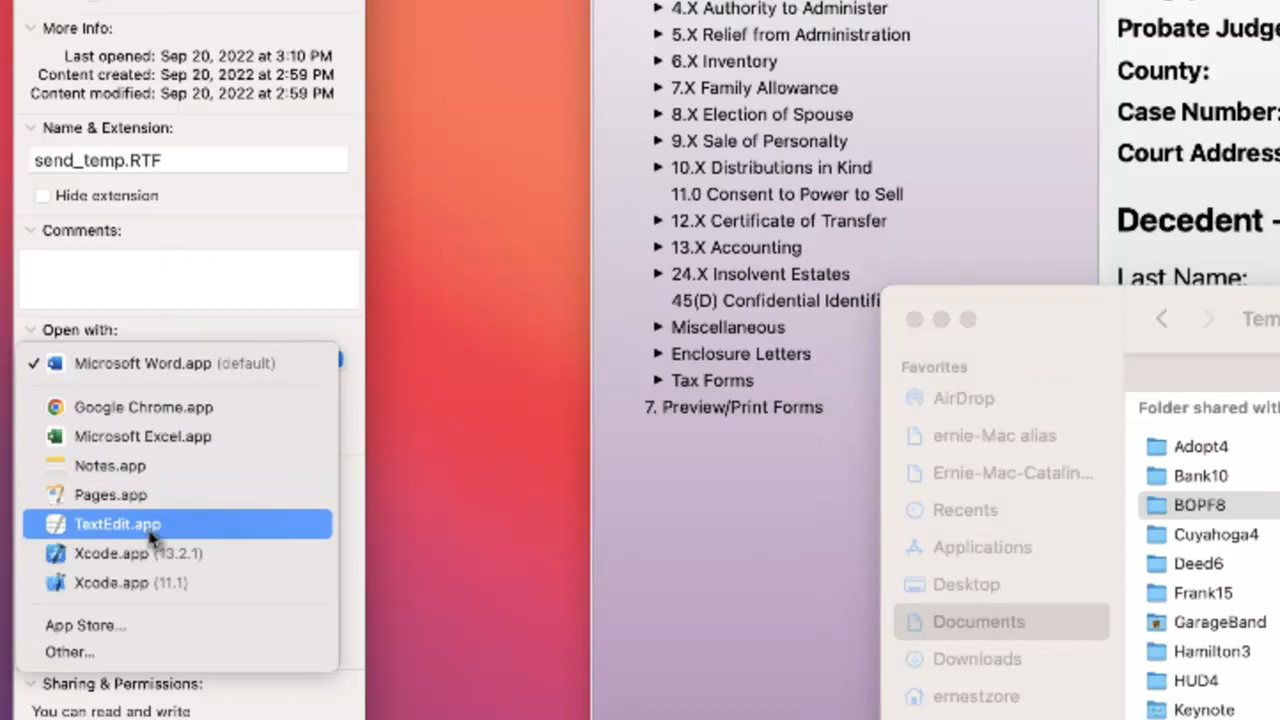 More Info:
Last opened: Sep 20, 2022 at 3:10 PM
Content created: Sep 20, 2022 at 2:59 PM
Content modified: Sep 20, 2022 at 2:59 PM
Name & Extension:
send_temp.RTF
Hide extension
Comments:
Open with:
Microsoft Word.app (default)
Google Chrome.app
Microsoft Excel.app
Notes.app
Pages.app
TextEdit.app
Xcode.app (13.2.1)
Xcode.app (11.1)
App Store...
Other...
Sharing & Permissions:
You can read and write
4.X Authority to Administer
5.X Relief from Administration
6.X Inventory
7.X Family Allowance
8.X Election of Spouse
9.X Sale of Personalty
10.X Distributions in Kind
11.0 Consent to Power to Sell
12.X Certificate of Transfer
13.X Accounting
24.X Insolvent Estates
45(D) Confidential Identifi
Miscellaneous
Enclosure Letters
Tax Forms
7. Preview/Print Forms
Probate Judge
County:
Case Number:
Court Address
Decedent -
Last Name:
Tem
Favorites
AirDrop
ernie-Mac alias
Ernie-Mac-Catalin...
Recents
Applications
Desktop
Documents
Downloads
ernestzore
Folder shared with
Adopt4
Bank10
BOPF8
Cuyahoga4
Deed6
Frank15
GarageBand
Hamilton3
HUD4
Keynote